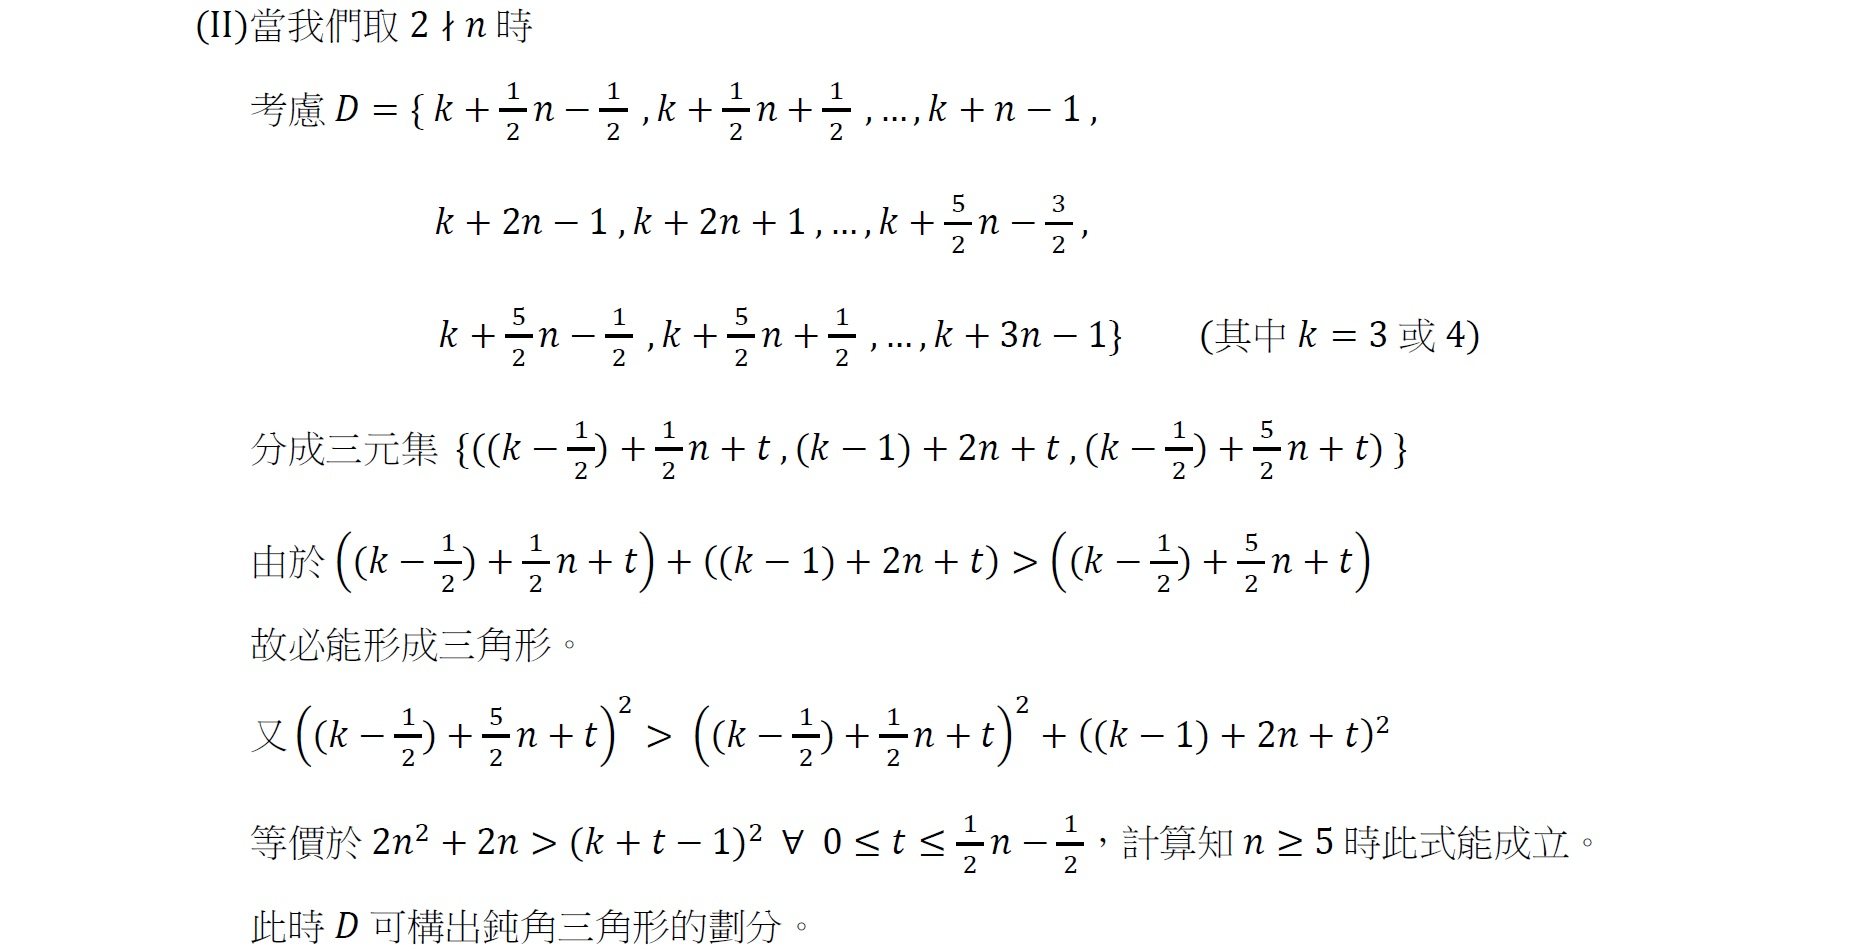 (II)當我們取 2 ∤ n 時
考慮 D = { k + 1/2 n − 1/2 , k + 1/2 n + 1/2 , … , k + n − 1 ,
k + 2n − 1 , k + 2n + 1 , … , k + 5/2 n − 3/2 ,
k + 5/2 n − 1/2 , k + 5/2 n + 1/2 , … , k + 3n − 1} (其中 k = 3 或 4)
分成三元集 {((k − 1/2) + 1/2 n + t , (k − 1) + 2n + t , (k − 1/2) + 5/2 n + t) }
由於 ((k − 1/2) + 1/2 n + t) + ((k − 1) + 2n + t) > ((k − 1/2) + 5/2 n + t)
故必能形成三角形。
又 ((k − 1/2) + 5/2 n + t)² > ((k − 1/2) + 1/2 n + t)² + ((k − 1) + 2n + t)²
等價於 2n² + 2n > (k + t − 1)² ∀ 0 ≤ t ≤ 1/2 n − 1/2，計算知 n ≥ 5 時此式能成立。
此時 D 可構出鈍角三角形的劃分。